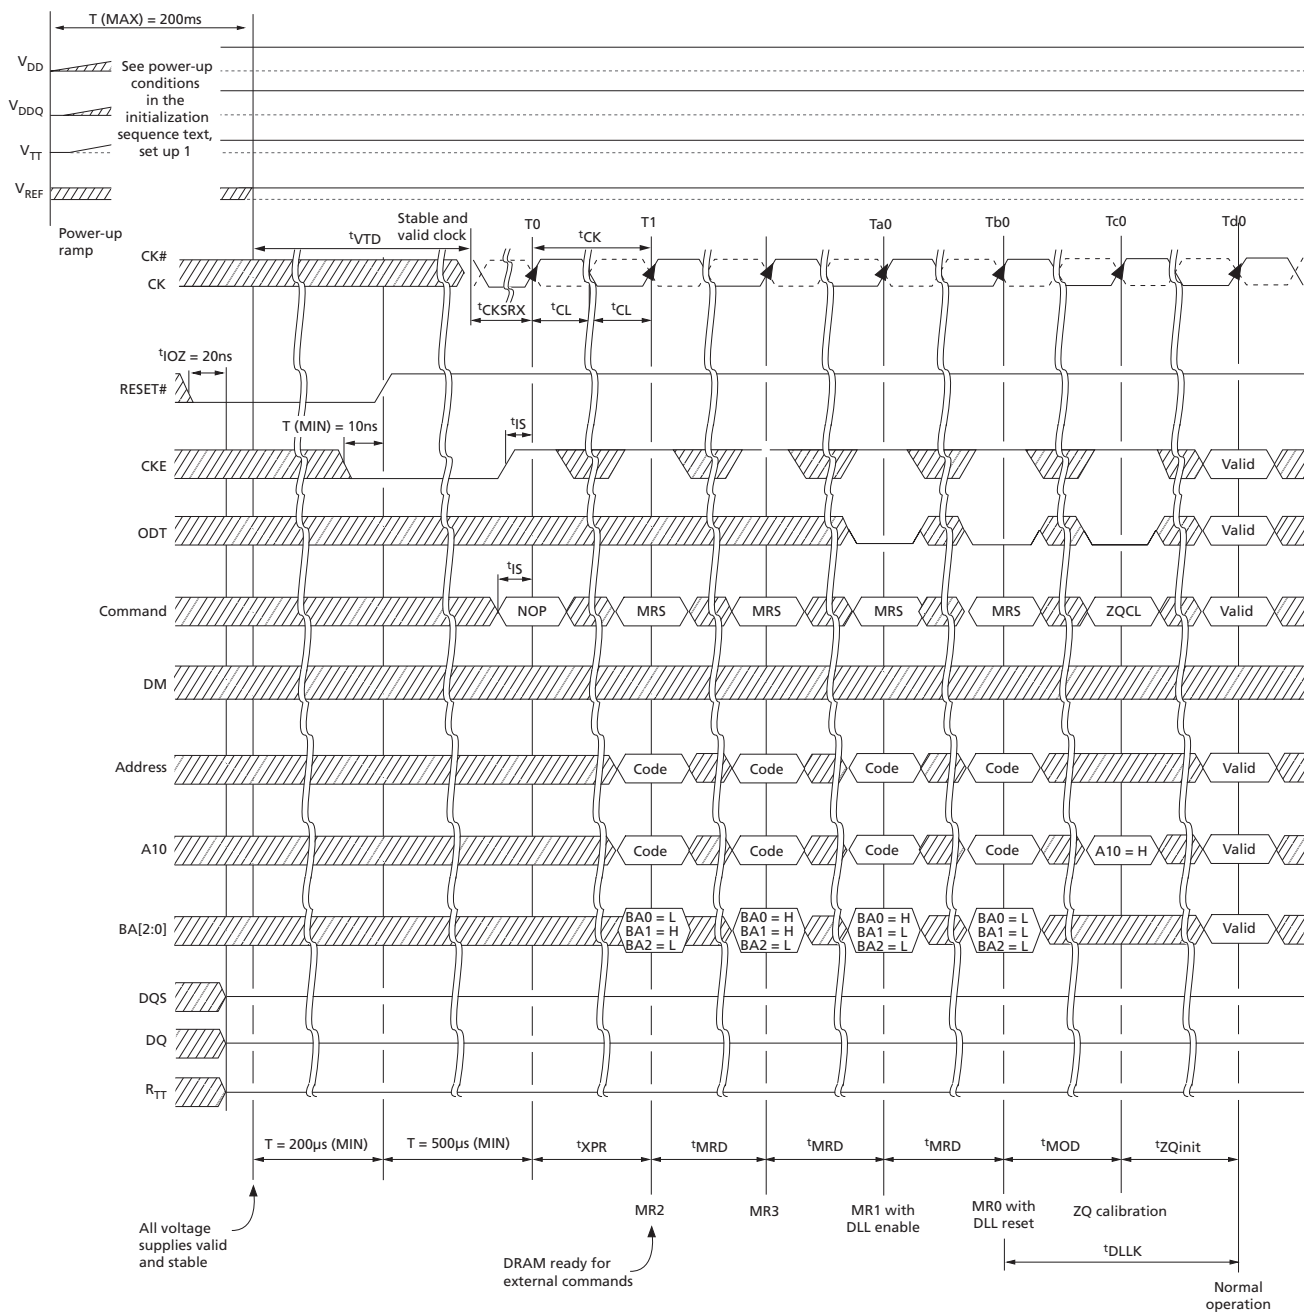 T (MAX) = 200ms
VDD
See power-up
conditions
in the
initialization
sequence text,
set up 1
VDDQ
VTT
VREF
Power-up
ramp
tVTD
Stable and
valid clock
T0
T1
Ta0
Tb0
Tc0
Td0
tCK
CK#
CK
tCKSRX
tCL
tCL
tIOZ = 20ns
RESET#
T (MIN) = 10ns
tIS
CKE
Valid
ODT
Valid
tIS
Command
NOP
MRS
MRS
MRS
MRS
ZQCL
Valid
DM
Address
Code
Code
Code
Code
Valid
A10
Code
Code
Code
Code
A10 = H
Valid
BA[2:0]
BA0 = L
BA1 = H
BA2 = L
BA0 = H
BA1 = H
BA2 = L
BA0 = H
BA1 = L
BA2 = L
BA0 = L
BA1 = L
BA2 = L
Valid
DQS
DQ
RTT
T = 200µs (MIN)
T = 500µs (MIN)
tXPR
tMRD
tMRD
tMRD
tMOD
tZQinit
All voltage
supplies valid
and stable
MR2
MR3
MR1 with
DLL enable
MR0 with
DLL reset
ZQ calibration
DRAM ready for
external commands
tDLLK
Normal
operation